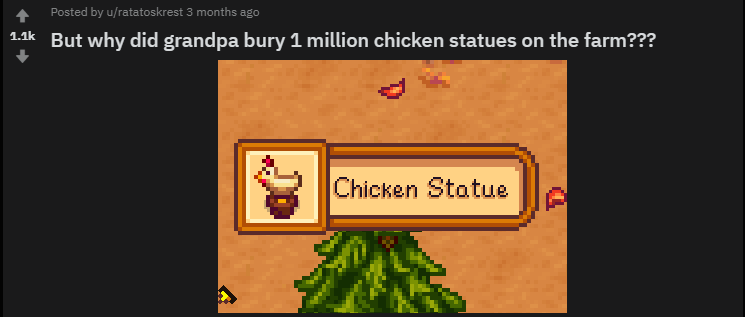 Posted by u/ratatoskrest 3 months ago
1.1k
But why did grandpa bury 1 million chicken statues on the farm???
Chicken Statue